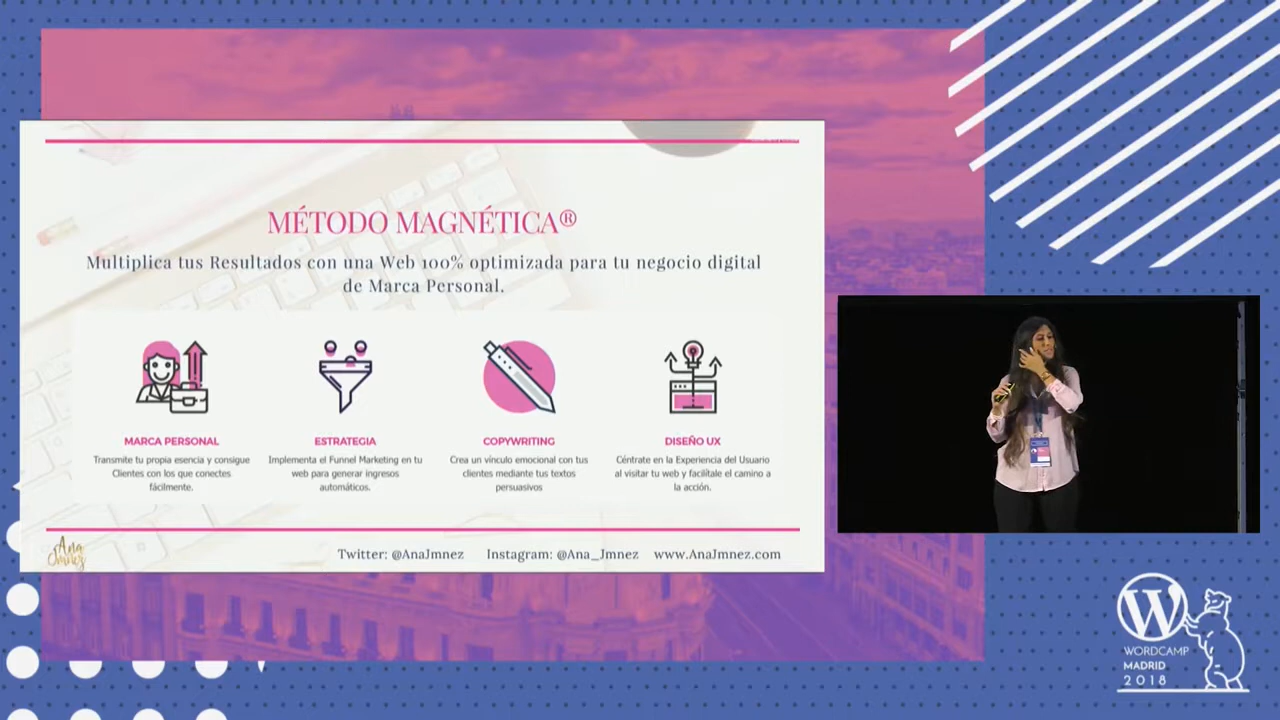 MÉTODO MAGNÉTICA®
Multiplica tus Resultados con una Web 100% optimizada para tu negocio digital
de Marca Personal.
MARCA PERSONAL
Transmite tu propia esencia y consigue
Clientes con los que conectes
fácilmente.
ESTRATEGIA
Implementa el Funnel Marketing en tu
web para generar ingresos
automáticos.
COPYWRITING
Crea un vínculo emocional con tus
clientes mediante tus textos
persuasivos
DISEÑO UX
Céntrate en la Experiencia del Usuario
al visitar tu web y facilítale el camino a
la acción.
Ana
Jmnez
Twitter: @AnaJmnez Instagram: @Ana_Jmnez www.AnaJmnez.com
W
WORDCAMP
MADRID
2018